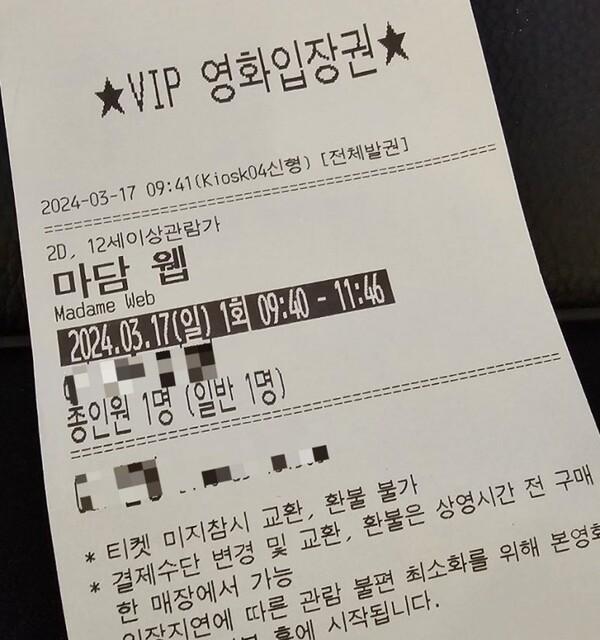 ★VIP 영화입장권★
2024-03-17 09:41(Kiosk04신형) [전체발권]
2D, 12세이상관람가
마담 웹
Madame Web
2024.03.17(일) 1회 09:40 - 11:46
총인원 1명 (일반 1명)
* 티켓 미지참시 교환, 환불 불가
* 결제수단 변경 및 교환, 환불은 상영시간 전 구매
한 매장에서 가능
입장지연에 따른 관람 불편 최소화를 위해 본영화
후에 시작됩니다.